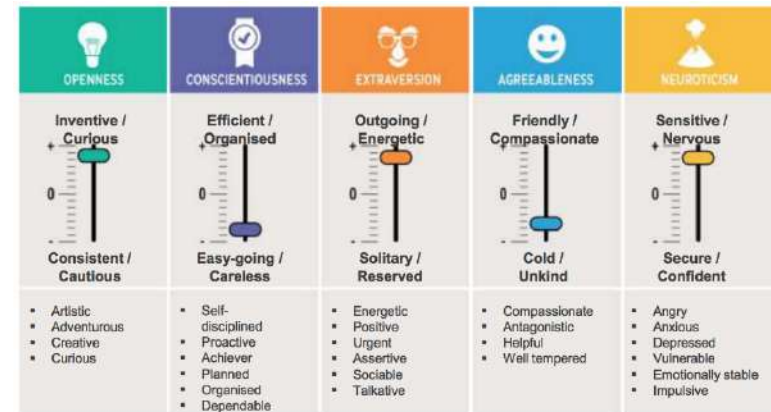 OPENNESS
CONSCIENTIOUSNESS
EXTRAVERSION
AGREEABLENESS
NEUROTICISM
Inventive /
Curious
+
0
-
Consistent /
Cautious
Efficient /
Organised
+
0
-
Easy-going /
Careless
Outgoing /
Energetic
+
0
-
Solitary /
Reserved
Friendly /
Compassionate
+
0
-
Cold /
Unkind
Sensitive /
Nervous
+
0
-
Secure /
Confident
▪ Artistic
▪ Adventurous
▪ Creative
▪ Curious
▪ Self-
disciplined
▪ Proactive
▪ Achiever
▪ Planned
▪ Organised
▪ Dependable
▪ Energetic
▪ Positive
▪ Urgent
▪ Assertive
▪ Sociable
▪ Talkative
▪ Compassionate
▪ Antagonistic
▪ Helpful
▪ Well tempered
▪ Angry
▪ Anxious
▪ Depressed
▪ Vulnerable
▪ Emotionally stable
▪ Impulsive